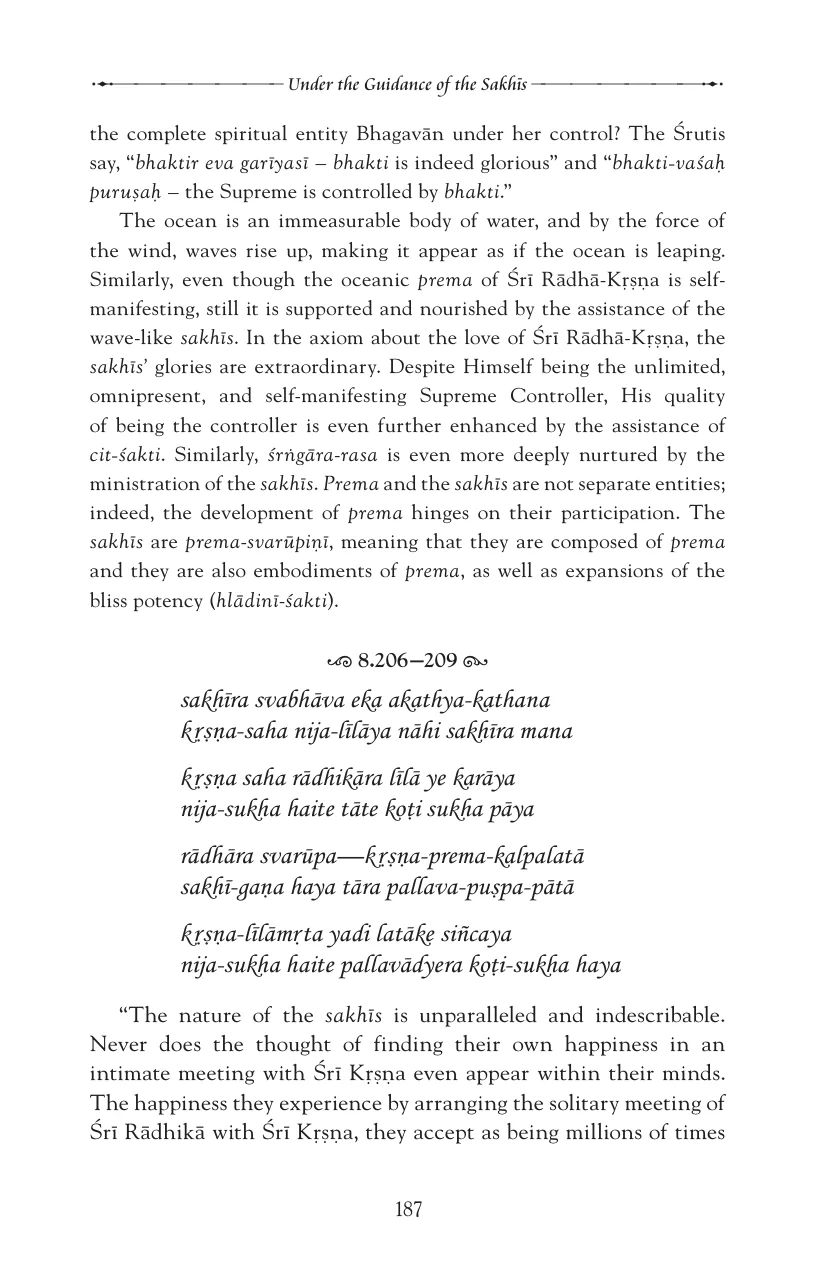 Under the Guidance of the Sakhīs
the complete spiritual entity Bhagavān under her control? The Śrutis
say, “bhaktir eva garīyasī – bhakti is indeed glorious” and “bhakti-vaśaḥ
puruṣaḥ – the Supreme is controlled by bhakti.”
The ocean is an immeasurable body of water, and by the force of
the wind, waves rise up, making it appear as if the ocean is leaping.
Similarly, even though the oceanic prema of Śrī Rādhā-Kṛṣṇa is self-
manifesting, still it is supported and nourished by the assistance of the
wave-like sakhīs. In the axiom about the love of Śrī Rādhā-Kṛṣṇa, the
sakhīs’ glories are extraordinary. Despite Himself being the unlimited,
omnipresent, and self-manifesting Supreme Controller, His quality
of being the controller is even further enhanced by the assistance of
cit-śakti. Similarly, śrṅgāra-rasa is even more deeply nurtured by the
ministration of the sakhīs. Prema and the sakhīs are not separate entities;
indeed, the development of prema hinges on their participation. The
sakhīs are prema-svarūpiṇī, meaning that they are composed of prema
and they are also embodiments of prema, as well as expansions of the
bliss potency (hlādinī-śakti).
8.206–209
sakhīra svabhāva eka akathya-kathana
kṛṣṇa-saha nija-līlāya nāhi sakhīra mana
kṛṣṇa saha rādhikāra līlā ye karāya
nija-sukha haite tāte koṭi sukha pāya
rādhāra svarūpa—kṛṣṇa-prema-kalpalatā
sakhī-gaṇa haya tāra pallava-puṣpa-pātā
kṛṣṇa-līlāmṛta yadi latāke siñcaya
nija-sukha haite pallavādyera koṭi-sukha haya
“The nature of the sakhīs is unparalleled and indescribable.
Never does the thought of finding their own happiness in an
intimate meeting with Śrī Kṛṣṇa even appear within their minds.
The happiness they experience by arranging the solitary meeting of
Śrī Rādhikā with Śrī Kṛṣṇa, they accept as being millions of times
187